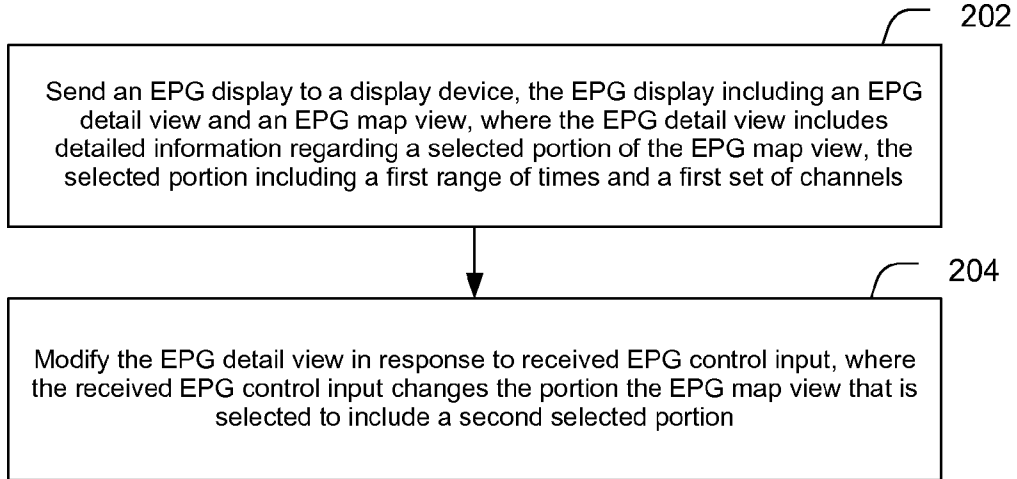 202
Send an EPG display to a display device, the EPG display including an EPG
detail view and an EPG map view, where the EPG detail view includes
detailed information regarding a selected portion of the EPG map view, the
selected portion including a first range of times and a first set of channels
204
Modify the EPG detail view in response to received EPG control input, where
the received EPG control input changes the portion the EPG map view that is
selected to include a second selected portion